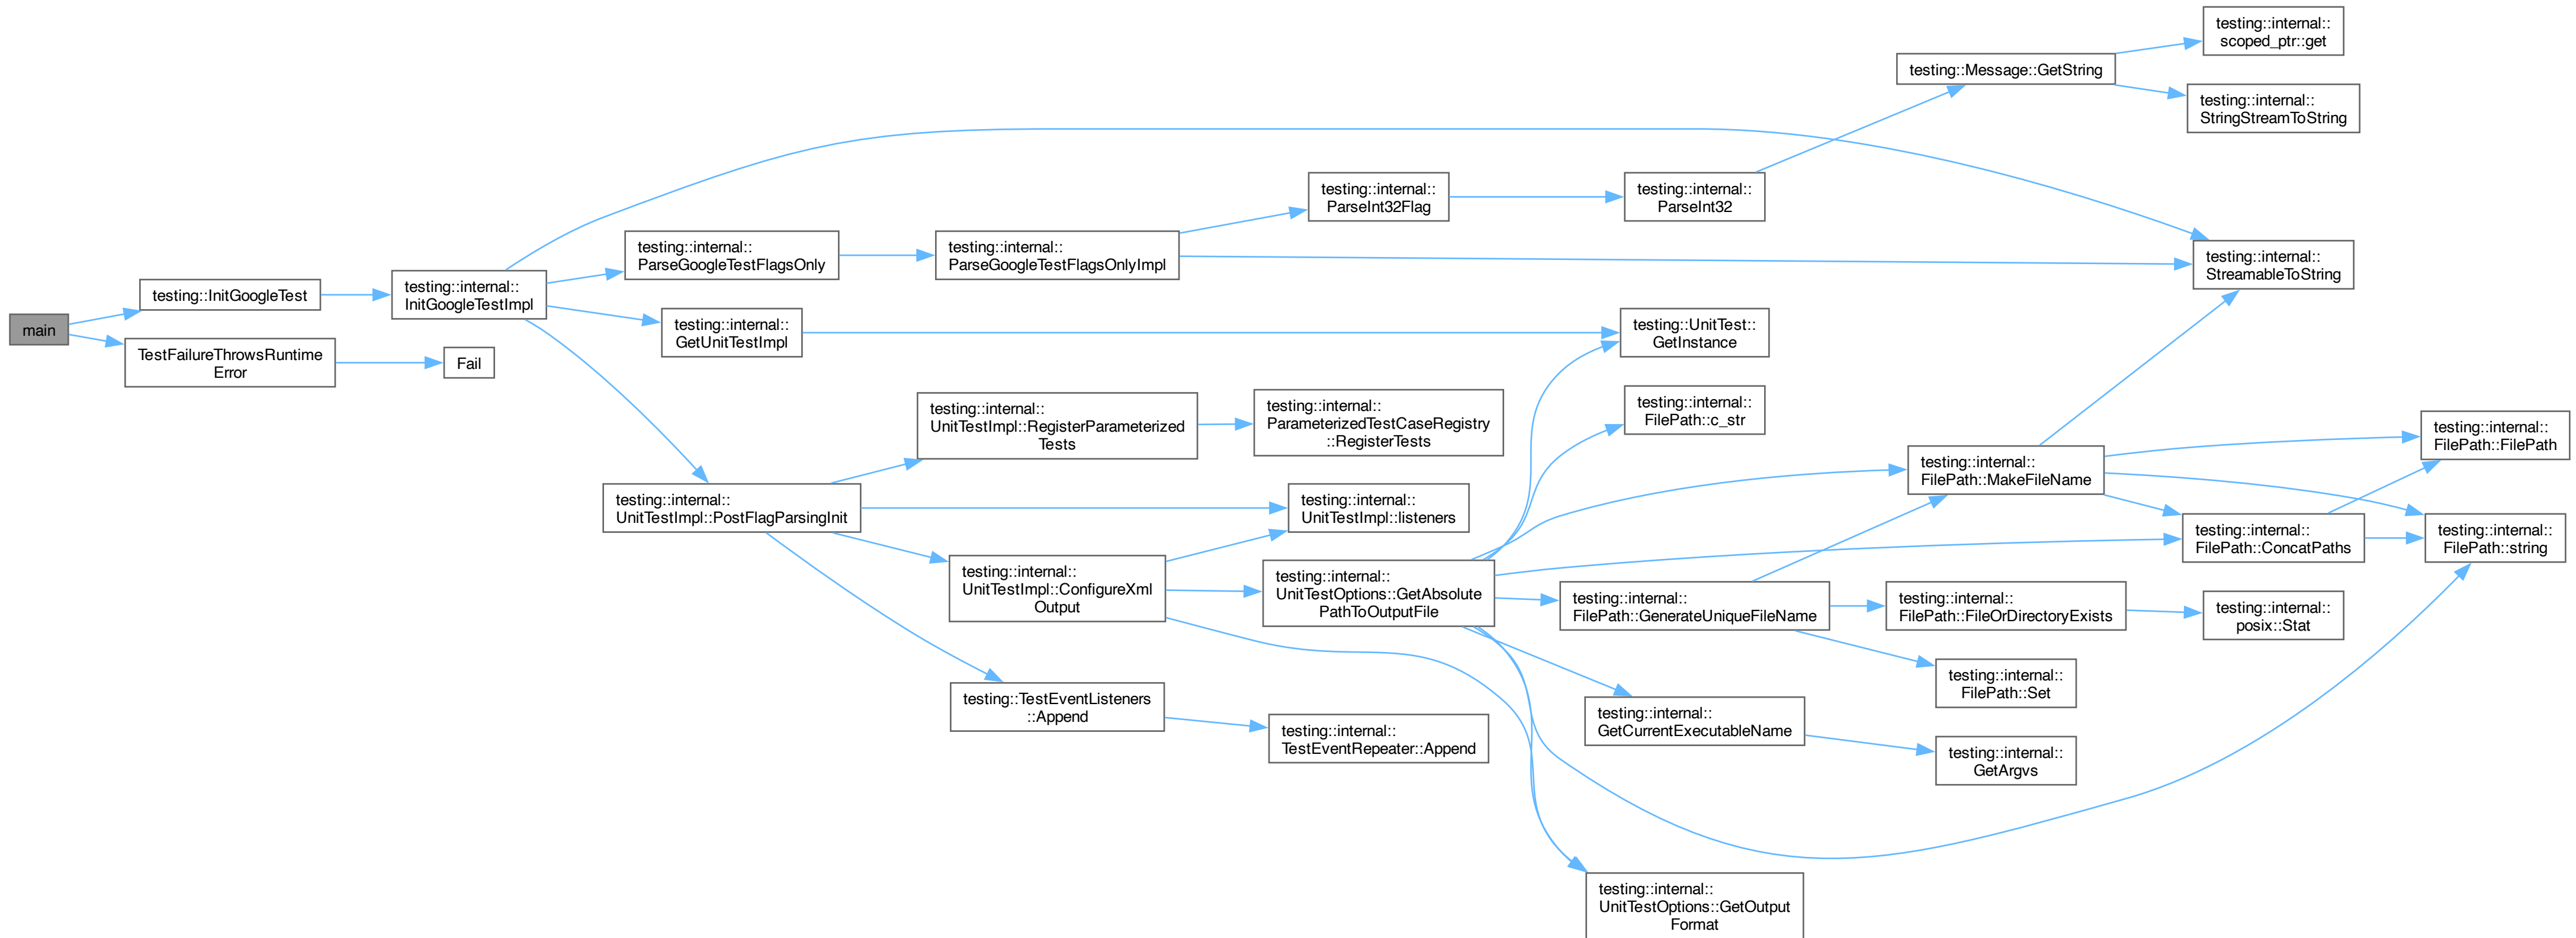 main
testing::InitGoogleTest
TestFailureThrowsRuntime
Error
testing::internal::
InitGoogleTestImpl
Fail
testing::internal::
ParseGoogleTestFlagsOnly
testing::internal::
GetUnitTestImpl
testing::internal::
UnitTestImpl::PostFlagParsingInit
testing::internal::
ParseGoogleTestFlagsOnlyImpl
testing::internal::
UnitTestImpl::RegisterParameterized
Tests
testing::internal::
UnitTestImpl::ConfigureXml
Output
testing::TestEventListeners
::Append
testing::internal::
ParseInt32Flag
testing::internal::
ParameterizedTestCaseRegistry
::RegisterTests
testing::internal::
UnitTestImpl::listeners
testing::internal::
UnitTestOptions::GetAbsolute
PathToOutputFile
testing::internal::
TestEventRepeater::Append
testing::internal::
ParseInt32
testing::UnitTest::
GetInstance
testing::internal::
FilePath::c_str
testing::internal::
FilePath::GenerateUniqueFileName
testing::internal::
GetCurrentExecutableName
testing::internal::
UnitTestOptions::GetOutput
Format
testing::Message::GetString
testing::internal::
FilePath::MakeFileName
testing::internal::
FilePath::FileOrDirectoryExists
testing::internal::
FilePath::Set
testing::internal::
GetArgvs
testing::internal::
scoped_ptr::get
testing::internal::
StringStreamToString
testing::internal::
StreamableToString
testing::internal::
FilePath::ConcatPaths
testing::internal::
posix::Stat
testing::internal::
FilePath::FilePath
testing::internal::
FilePath::string